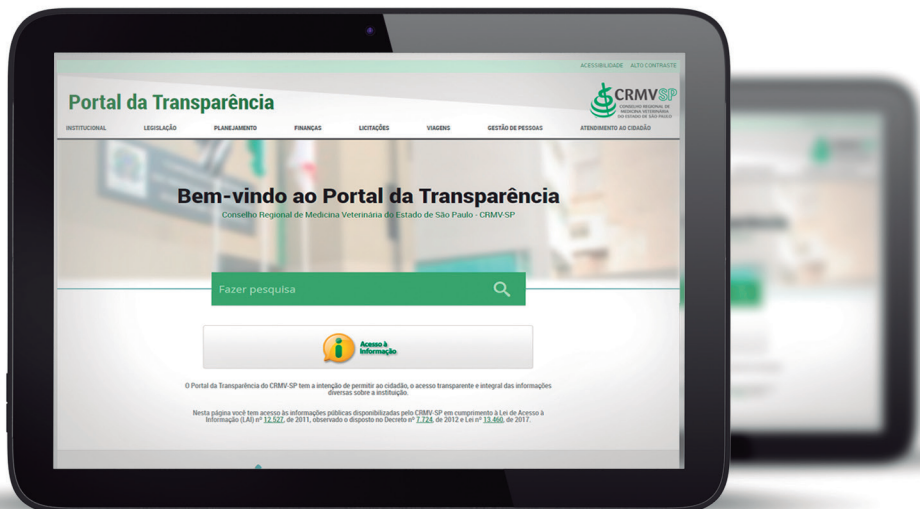 ACESSIBILIDADE ALTO CONTRASTE
Portal da Transparência
CRMVSP
CONSELHO REGIONAL DE
MEDICINA VETERINÁRIA
DO ESTADO DE SÃO PAULO
INSTITUCIONAL LEGISLAÇÃO PLANEJAMENTO FINANÇAS LICITAÇÕES VIAGENS GESTÃO DE PESSOAS ATENDIMENTO AO CIDADÃO
Bem-vindo ao Portal da Transparência
Conselho Regional de Medicina Veterinária do Estado de São Paulo - CRMV-SP
Fazer pesquisa
Acesso à
Informação
O Portal da Transparência do CRMV-SP tem a intenção de permitir ao cidadão, o acesso transparente e integral das informações
diversas sobre a instituição.
Nesta página você tem acesso às informações públicas disponibilizadas pelo CRMV-SP em cumprimento à Lei de Acesso à
Informação (LAI) nº 12.527, de 2011, observado o disposto no Decreto nº 7.724, de 2012 e Lei nº 13.460, de 2017.